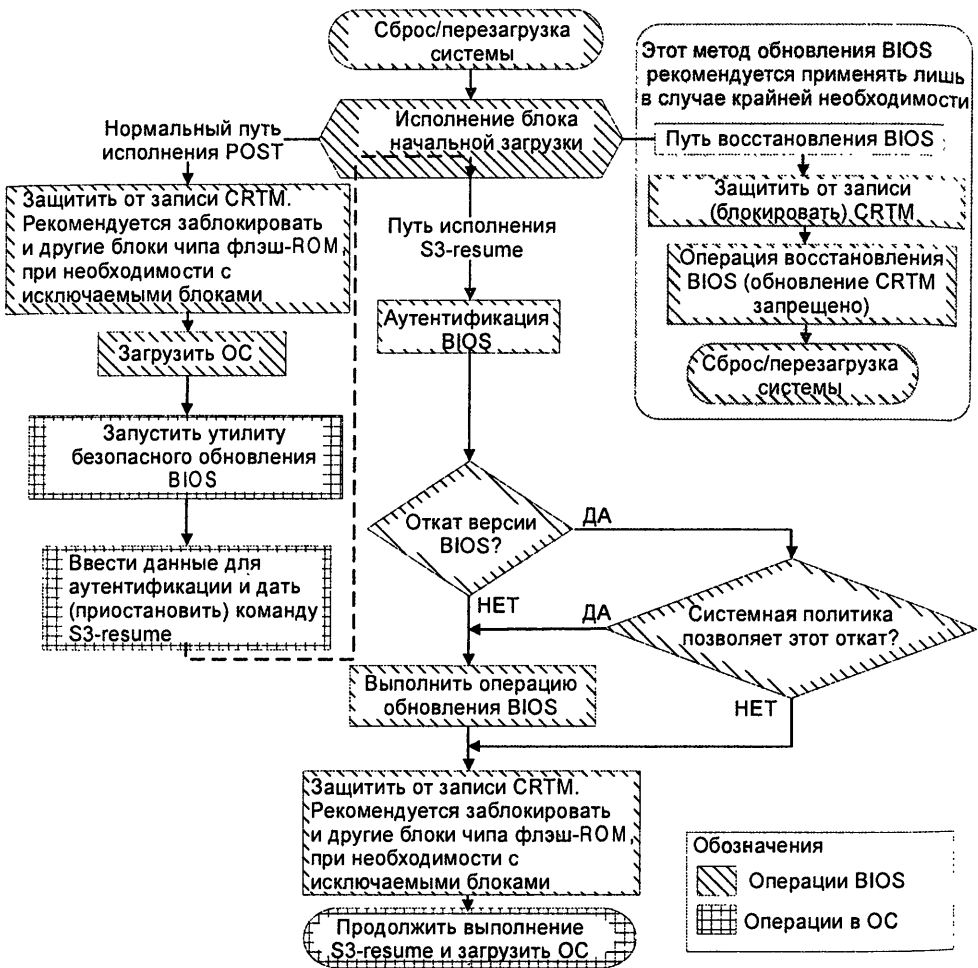 Сброс/перезагрузка
системы
Этот метод обновления BIOS
рекомендуется применять лишь
в случае крайней необходимости
Исполнение блока
начальной загрузки
Нормальный путь
исполнения POST
Путь восстановления BIOS
Защитить от записи CRTM.
Рекомендуется заблокировать
и другие блоки чипа флэш-ROM,
при необходимости с
исключаемыми блоками
Путь исполнения
S3-resume
Защитить от записи
(блокировать) CRTM
Операция восстановления
BIOS (обновление CRTM
запрещено)
Аутентификация
BIOS
Загрузить ОС
Сброс/перезагрузка
системы
Запустить утилиту
безопасного обновления
BIOS
Откат версии
BIOS?
ДА
Ввести данные для
аутентификации и дать
(приостановить) команду
S3-resume
НЕТ
ДА
Системная политика
позволяет этот откат?
Выполнить операцию
обновления BIOS
НЕТ
Защитить от записи CRTM.
Рекомендуется заблокировать
и другие блоки чипа флэш-ROM,
при необходимости с
исключаемыми блоками
Обозначения
Операции BIOS
Операции в ОС
Продолжить выполнение
S3-resume и загрузить ОС